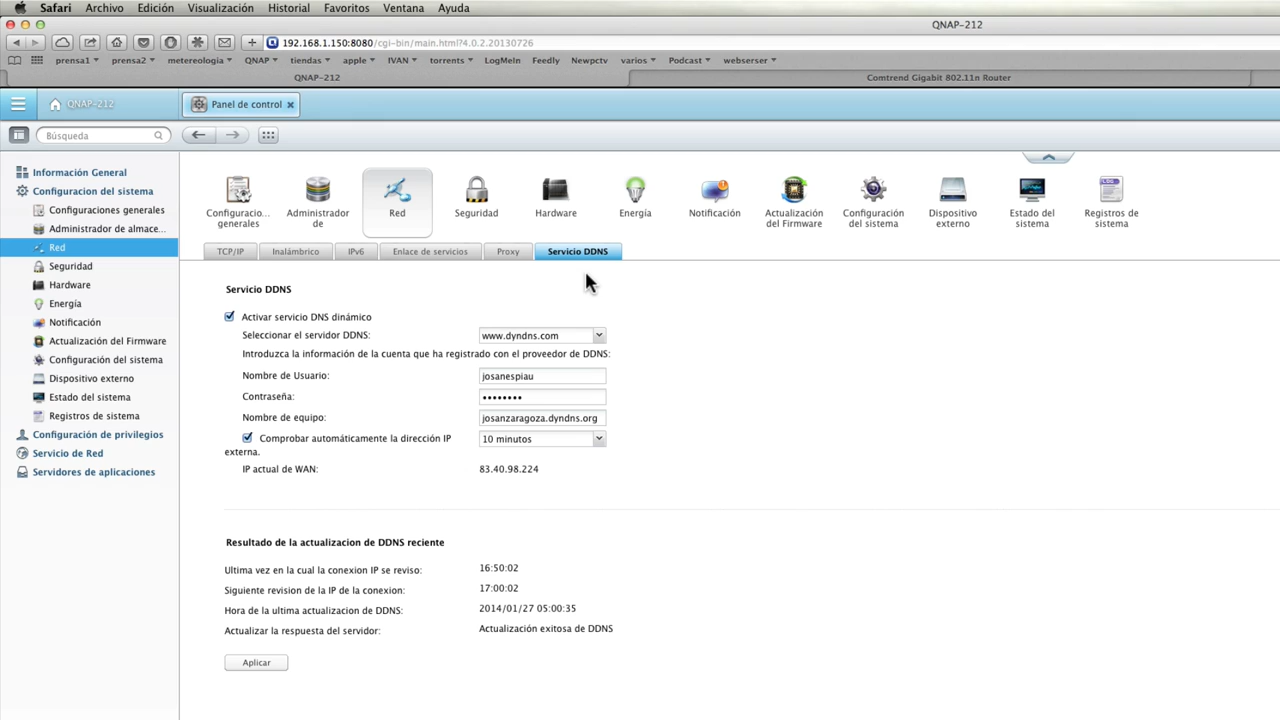 Safari Archivo Edición Visualización Historial Favoritos Ventana Ayuda
QNAP-212
192.168.1.150:8080/cgi-bin/main.html?4.0.2.20130726
prensa1 prensa2 metereologia QNAP tiendas apple IVAN torrents LogMeIn Feedly Newpctv varios Podcast webserser
QNAP-212 Comtrend Gigabit 802.11n Router
QNAP-212 Panel de control
Búsqueda
Información General
Configuracion del sistema
Configuraciones generales
Administrador de almace...
Red
Seguridad
Hardware
Energía
Notificación
Actualización del Firmware
Configuración del sistema
Dispositivo externo
Estado del sistema
Registros de sistema
Configuración de privilegios
Servicio de Red
Servidores de aplicaciones
Configuracio... generales
Administrador de
Red
Seguridad
Hardware
Energía
Notificación
Actualización del Firmware
Configuración del sistema
Dispositivo externo
Estado del sistema
LOG
Registros de sistema
TCP/IP Inalámbrico IPv6 Enlace de servicios Proxy Servicio DDNS
Servicio DDNS
Activar servicio DNS dinámico
Seleccionar el servidor DDNS: www.dyndns.com
Introduzca la información de la cuenta que ha registrado con el proveedor de DDNS:
Nombre de Usuario: josanespiau
Contraseña: ••••••••
Nombre de equipo: josanzaragoza.dyndns.org
Comprobar automáticamente la dirección IP 10 minutos
externa.
IP actual de WAN: 83.40.98.224
Resultado de la actualizacion de DDNS reciente
Ultima vez en la cual la conexion IP se reviso: 16:50:02
Siguiente revision de la IP de la conexion: 17:00:02
Hora de la ultima actualizacion de DDNS: 2014/01/27 05:00:35
Actualizar la respuesta del servidor: Actualización exitosa de DDNS
Aplicar